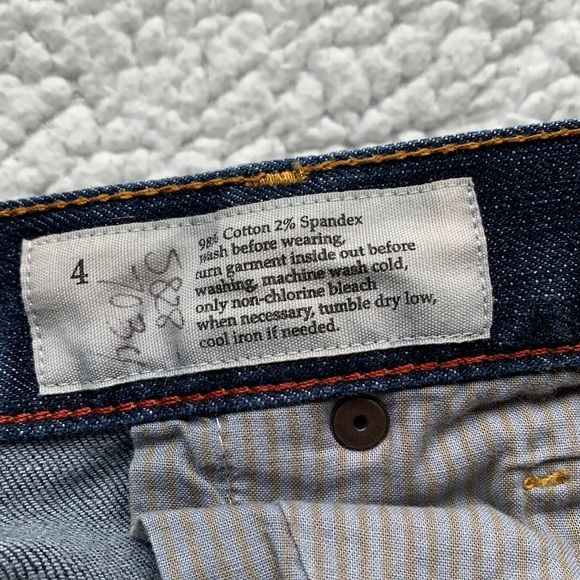 4
98% Cotton 2% Spandex
wash before wearing,
turn garment inside out before
washing, machine wash cold,
only non-chlorine bleach
when necessary, tumble dry low,
cool iron if needed.
5828